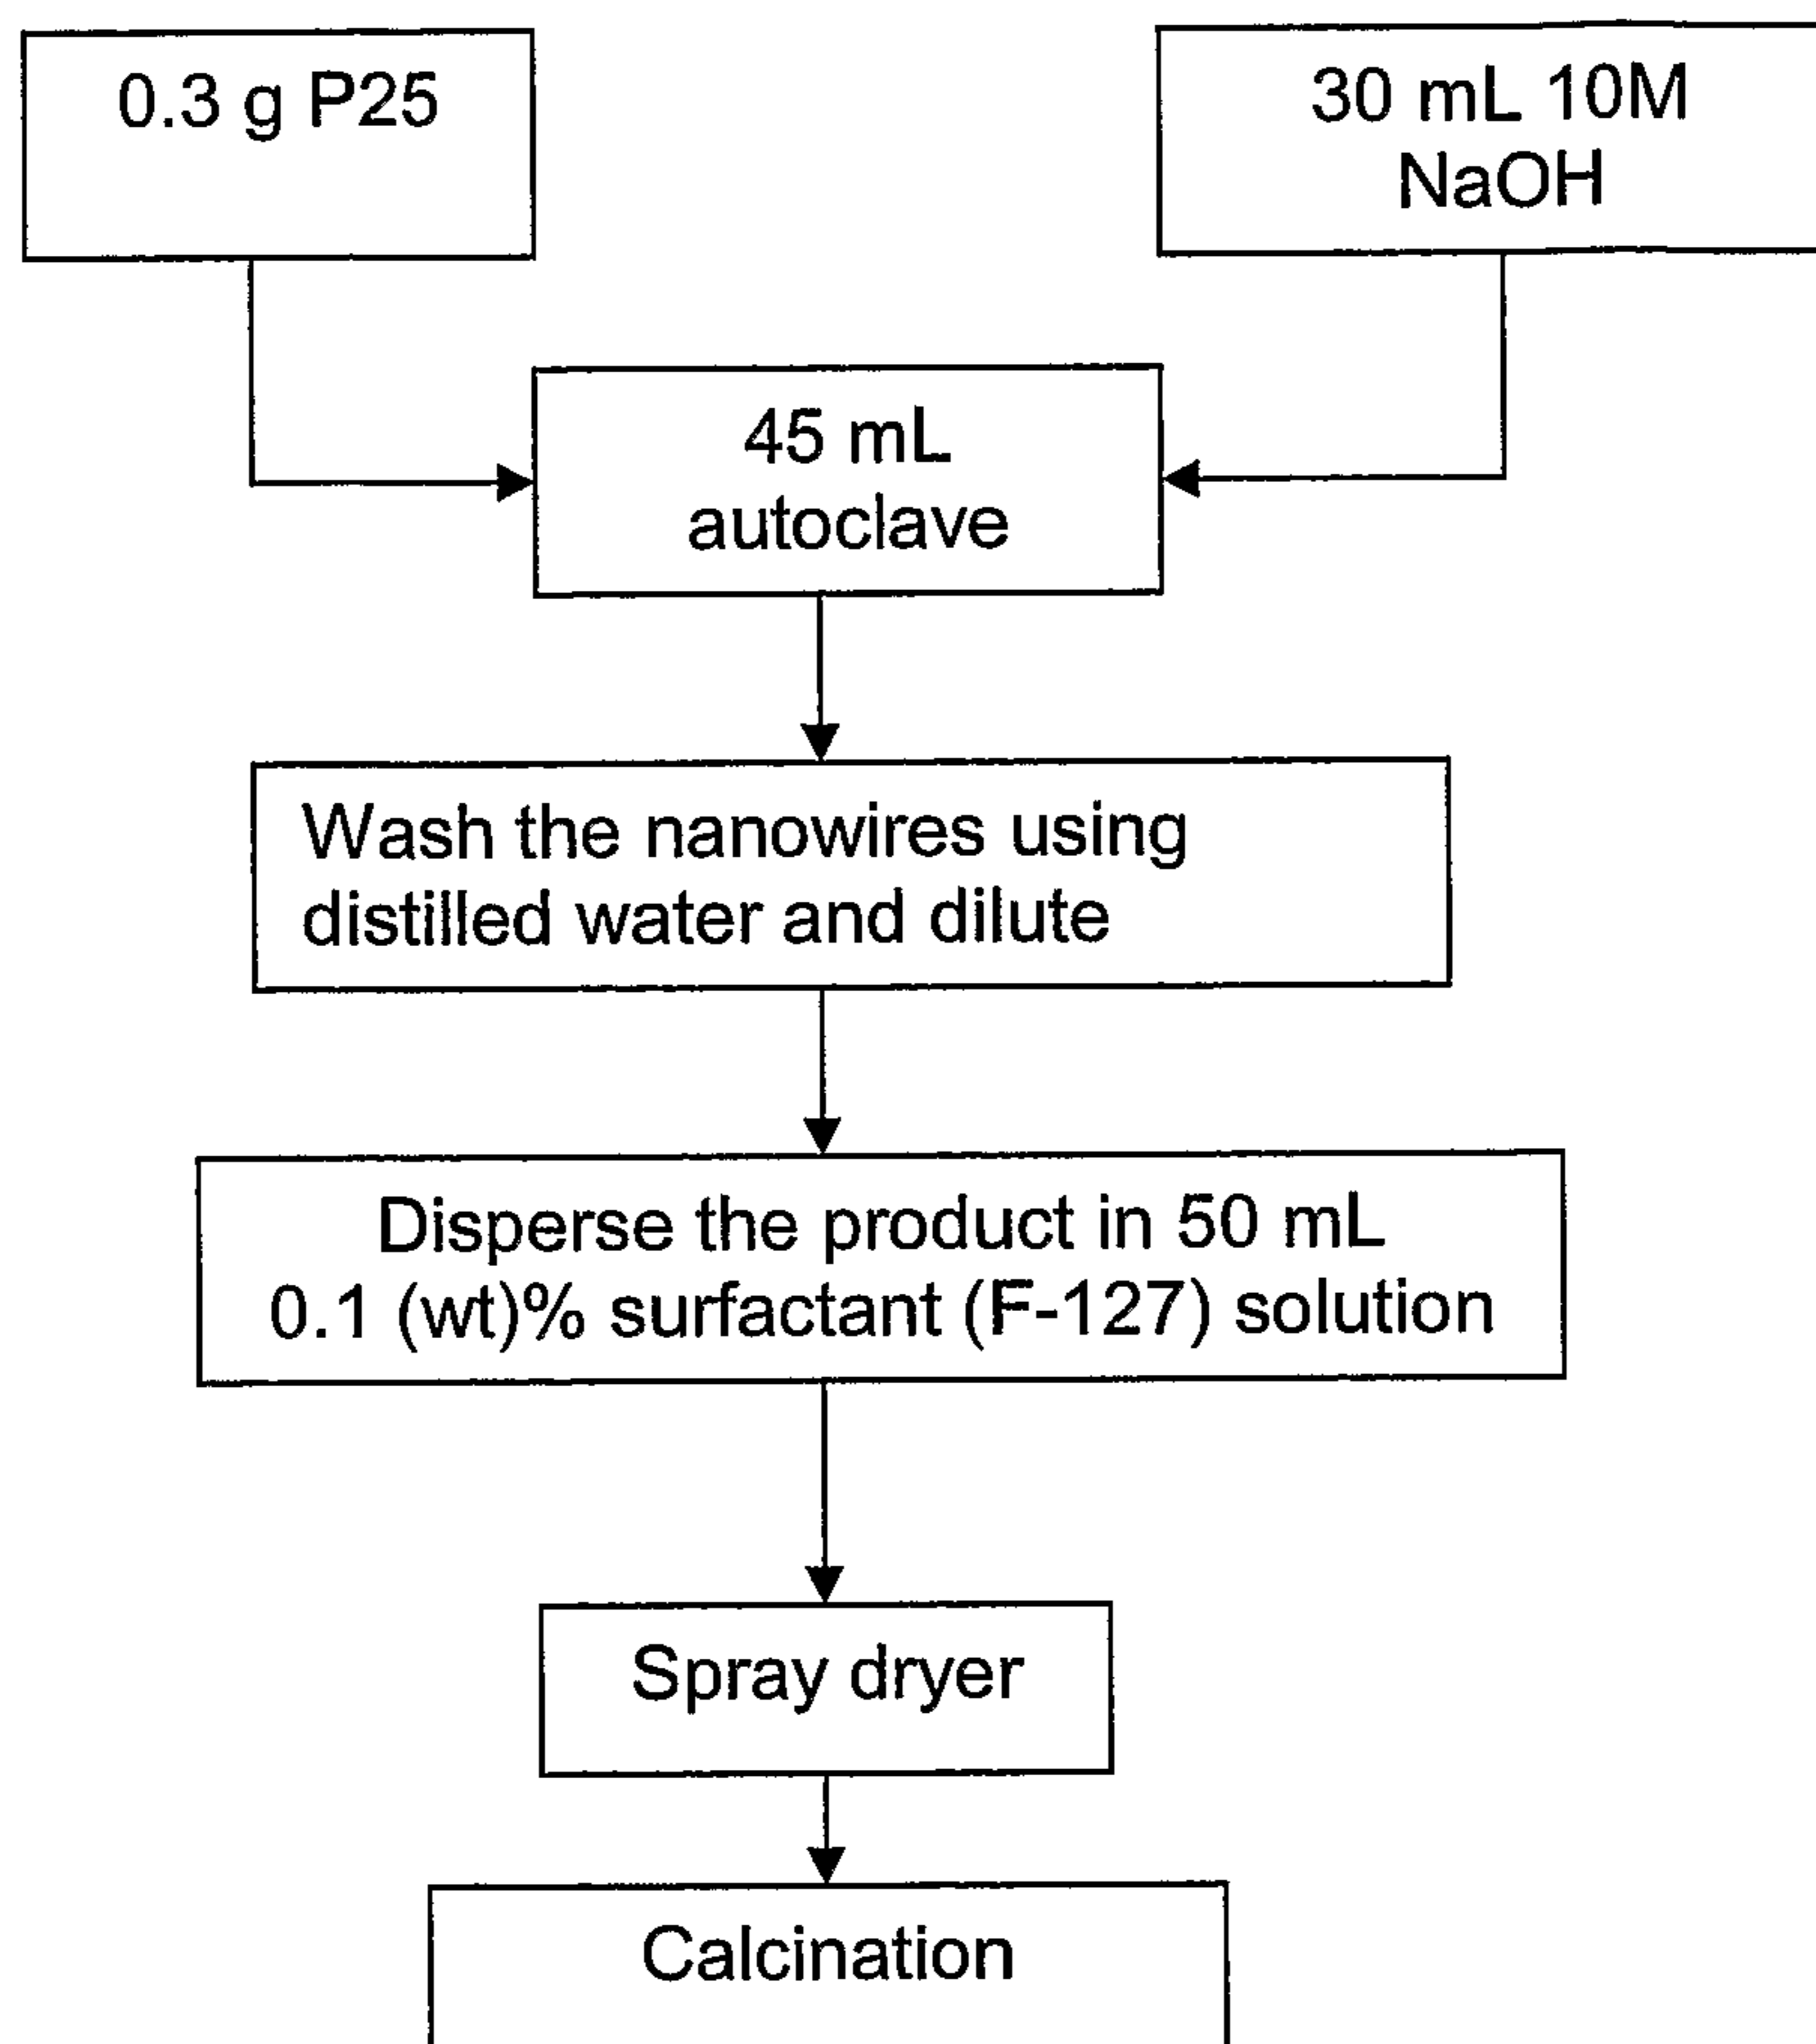 0.3 g P25
30 mL 10M
NaOH
45 mL
autoclave
Wash the nanowires using
distilled water and dilute
Disperse the product in 50 mL
0.1 (wt)% surfactant (F-127) solution
Spray dryer
Calcination